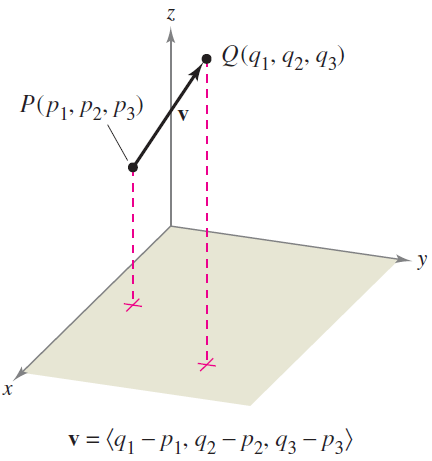 z
Q(q₁, q₂, q₃)
P(p₁, p₂, p₃)
v
y
x
v = ⟨q₁ – p₁, q₂ – p₂, q₃ – p₃⟩